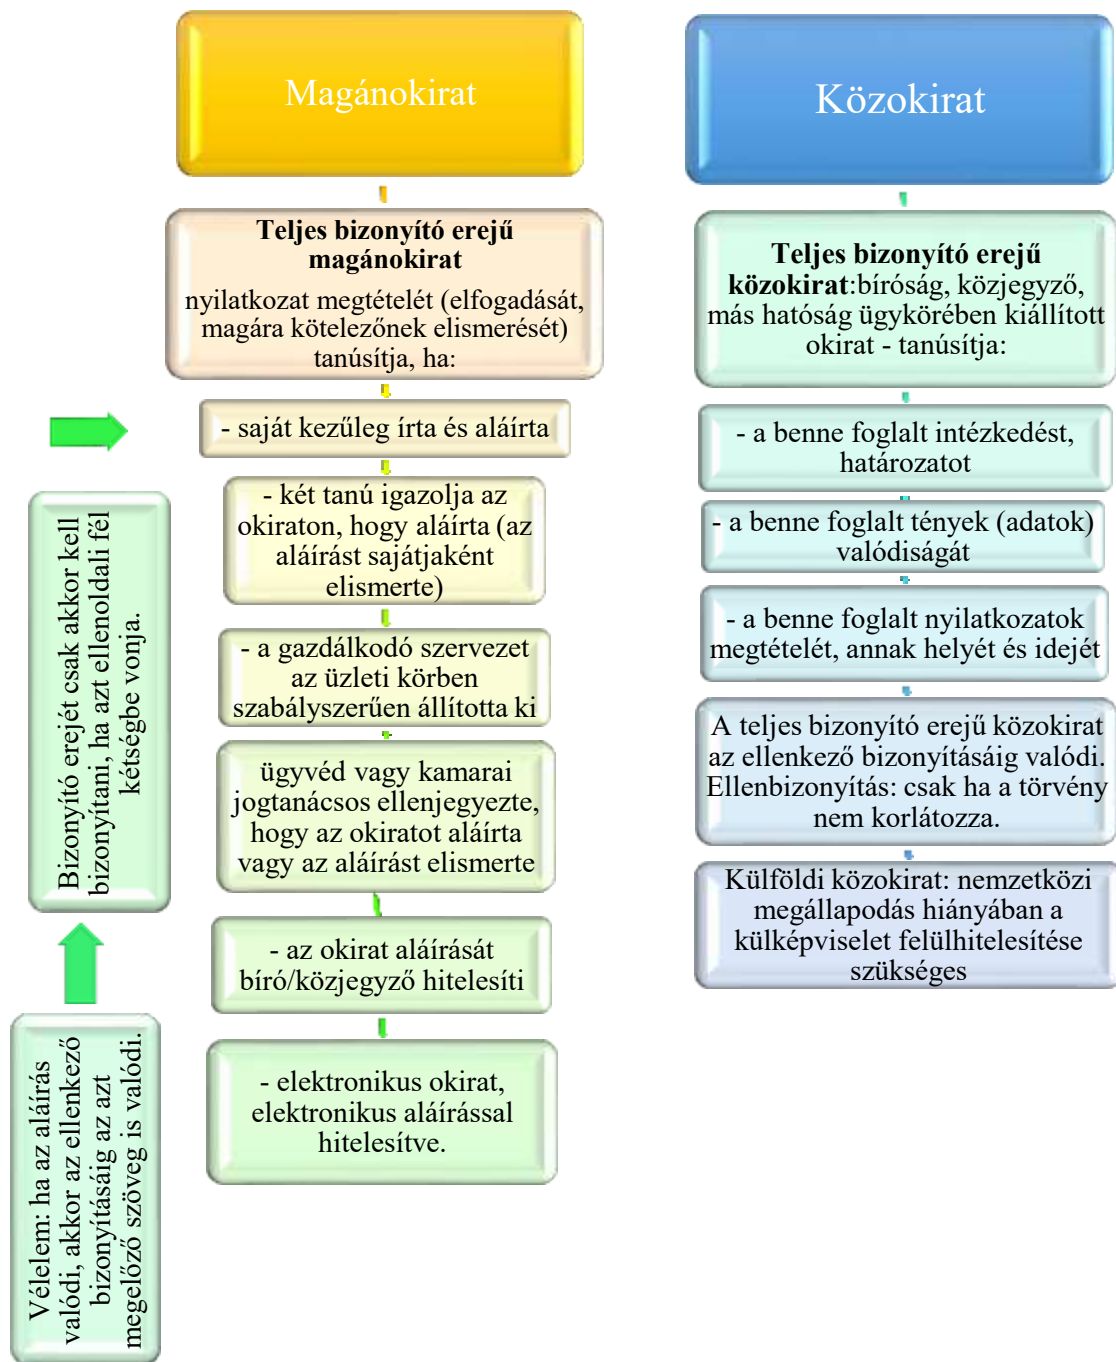 Magánokirat
Teljes bizonyító erejű
magánokirat
nyilatkozat megtételét (elfogadását,
magára kötelezőnek elismerését)
tanúsítja, ha:
- saját kezűleg írta és aláírta
- két tanú igazolja az
okiraton, hogy aláírta (az
aláírást sajátjaként
elismerte)
- a gazdálkodó szervezet
az üzleti körben
szabályszerűen állította ki
ügyvéd vagy kamarai
jogtanácsos ellenjegyezte,
hogy az okiratot aláírta
vagy az aláírást elismerte
- az okirat aláírását
bíró/közjegyző hitelesíti
- elektronikus okirat,
elektronikus aláírással
hitelesítve.
Bizonyító erejét csak akkor kell
bizonyítani, ha azt ellenoldali fél
kétségbe vonja.
Vélelem: ha az aláírás
valódi, akkor az ellenkező
bizonyításáig az azt
megelőző szöveg is valódi.
Közokirat
Teljes bizonyító erejű
közokirat:bíróság, közjegyző,
más hatóság ügykörében kiállított
okirat - tanúsítja:
- a benne foglalt intézkedést,
határozatot
- a benne foglalt tények (adatok)
valódiságát
- a benne foglalt nyilatkozatok
megtételét, annak helyét és idejét
A teljes bizonyító erejű közokirat
az ellenkező bizonyításáig valódi.
Ellenbizonyítás: csak ha a törvény
nem korlátozza.
Külföldi közokirat: nemzetközi
megállapodás hiányában a
külképviselet felülhitelesítése
szükséges